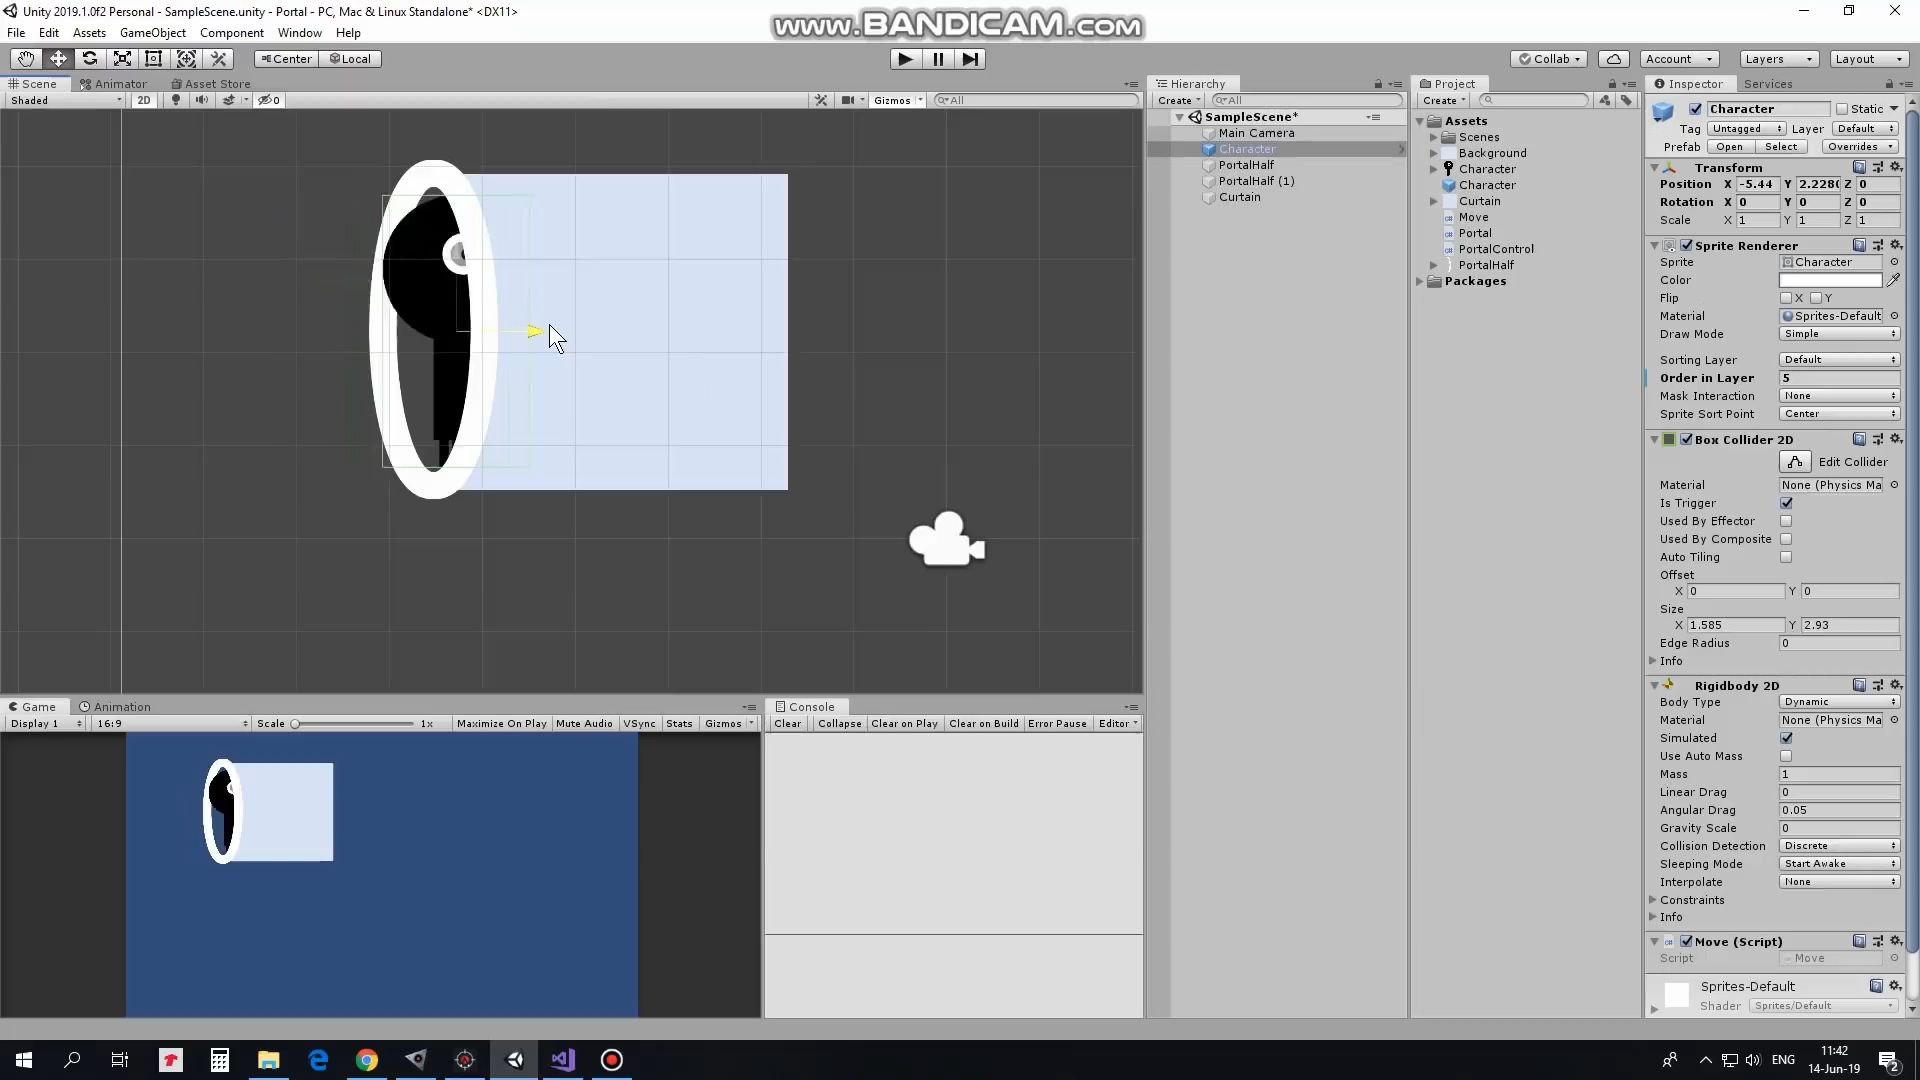 Unity 2019.1.0f2 Personal - SampleScene.unity - Portal - PC, Mac & Linux Standalone* <DX11>
www.BANDICAM.com
File Edit Assets GameObject Component Window Help
Center Local
Collab Account Layers Layout
Scene Animator Asset Store
Shaded 2D 0 Gizmos All
Hierarchy
Create All
SampleScene*
Main Camera
Character
PortalHalf
PortalHalf (1)
Curtain
Project
Create
Assets
Scenes
Background
Character
Character
Curtain
Move
Portal
PortalControl
PortalHalf
Packages
Inspector Services
Character Static
Tag Untagged Layer Default
Prefab Open Select Overrides
Transform
Position X -5.44 Y 2.228( Z 0
Rotation X 0 Y 0 Z 0
Scale X 1 Y 1 Z 1
Sprite Renderer
Sprite Character
Color
Flip X Y
Material Sprites-Default
Draw Mode Simple
Sorting Layer Default
Order in Layer 5
Mask Interaction None
Sprite Sort Point Center
Box Collider 2D
Edit Collider
Material None (Physics Ma
Is Trigger
Used By Effector
Used By Composite
Auto Tiling
Offset
X 0 Y 0
Size
X 1.585 Y 2.93
Edge Radius 0
Info
Rigidbody 2D
Body Type Dynamic
Material None (Physics Ma
Simulated
Use Auto Mass
Mass 1
Linear Drag 0
Angular Drag 0.05
Gravity Scale 0
Collision Detection Discrete
Sleeping Mode Start Awake
Interpolate None
Constraints
Info
Move (Script)
Script Move
Sprites-Default
Shader Sprites/Default
Game Animation
Display 1 16:9 Scale 1x Maximize On Play Mute Audio VSync Stats Gizmos
Console
Clear Collapse Clear on Play Clear on Build Error Pause Editor
ENG
11:42
14-Jun-19
2